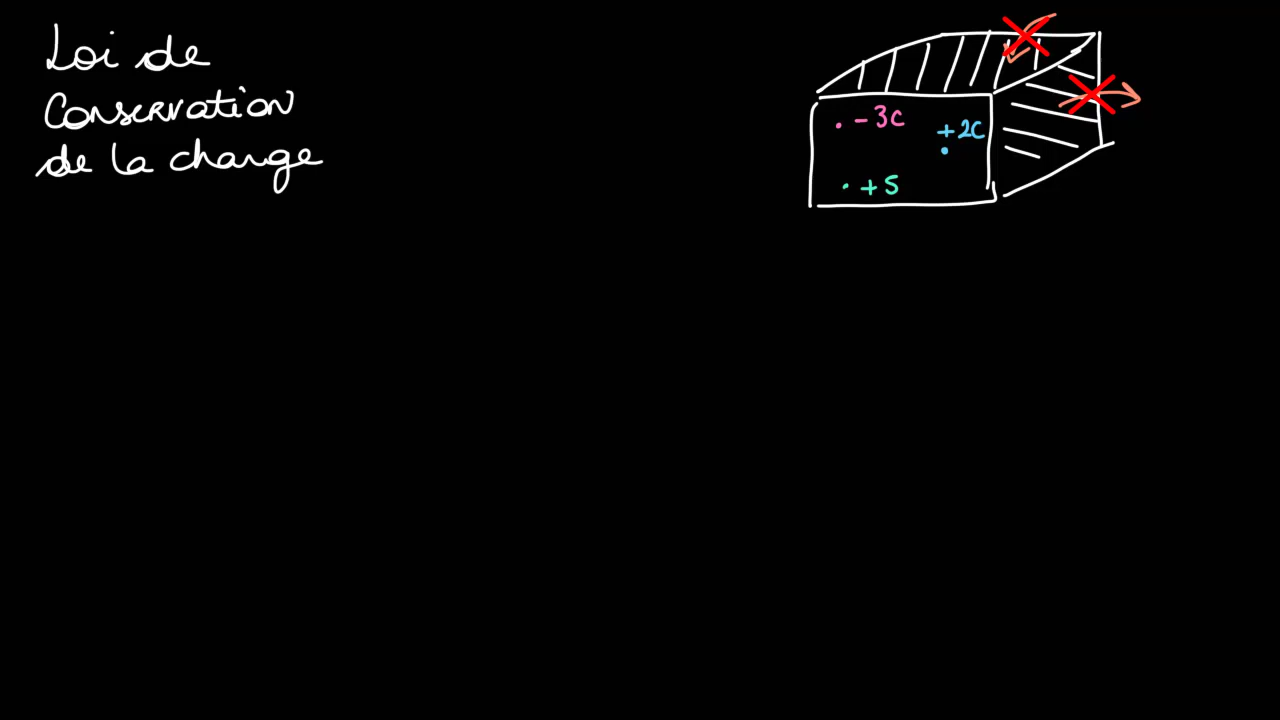 Loi de
Conservation
de la charge
- 3C
+ 2C
+ 5